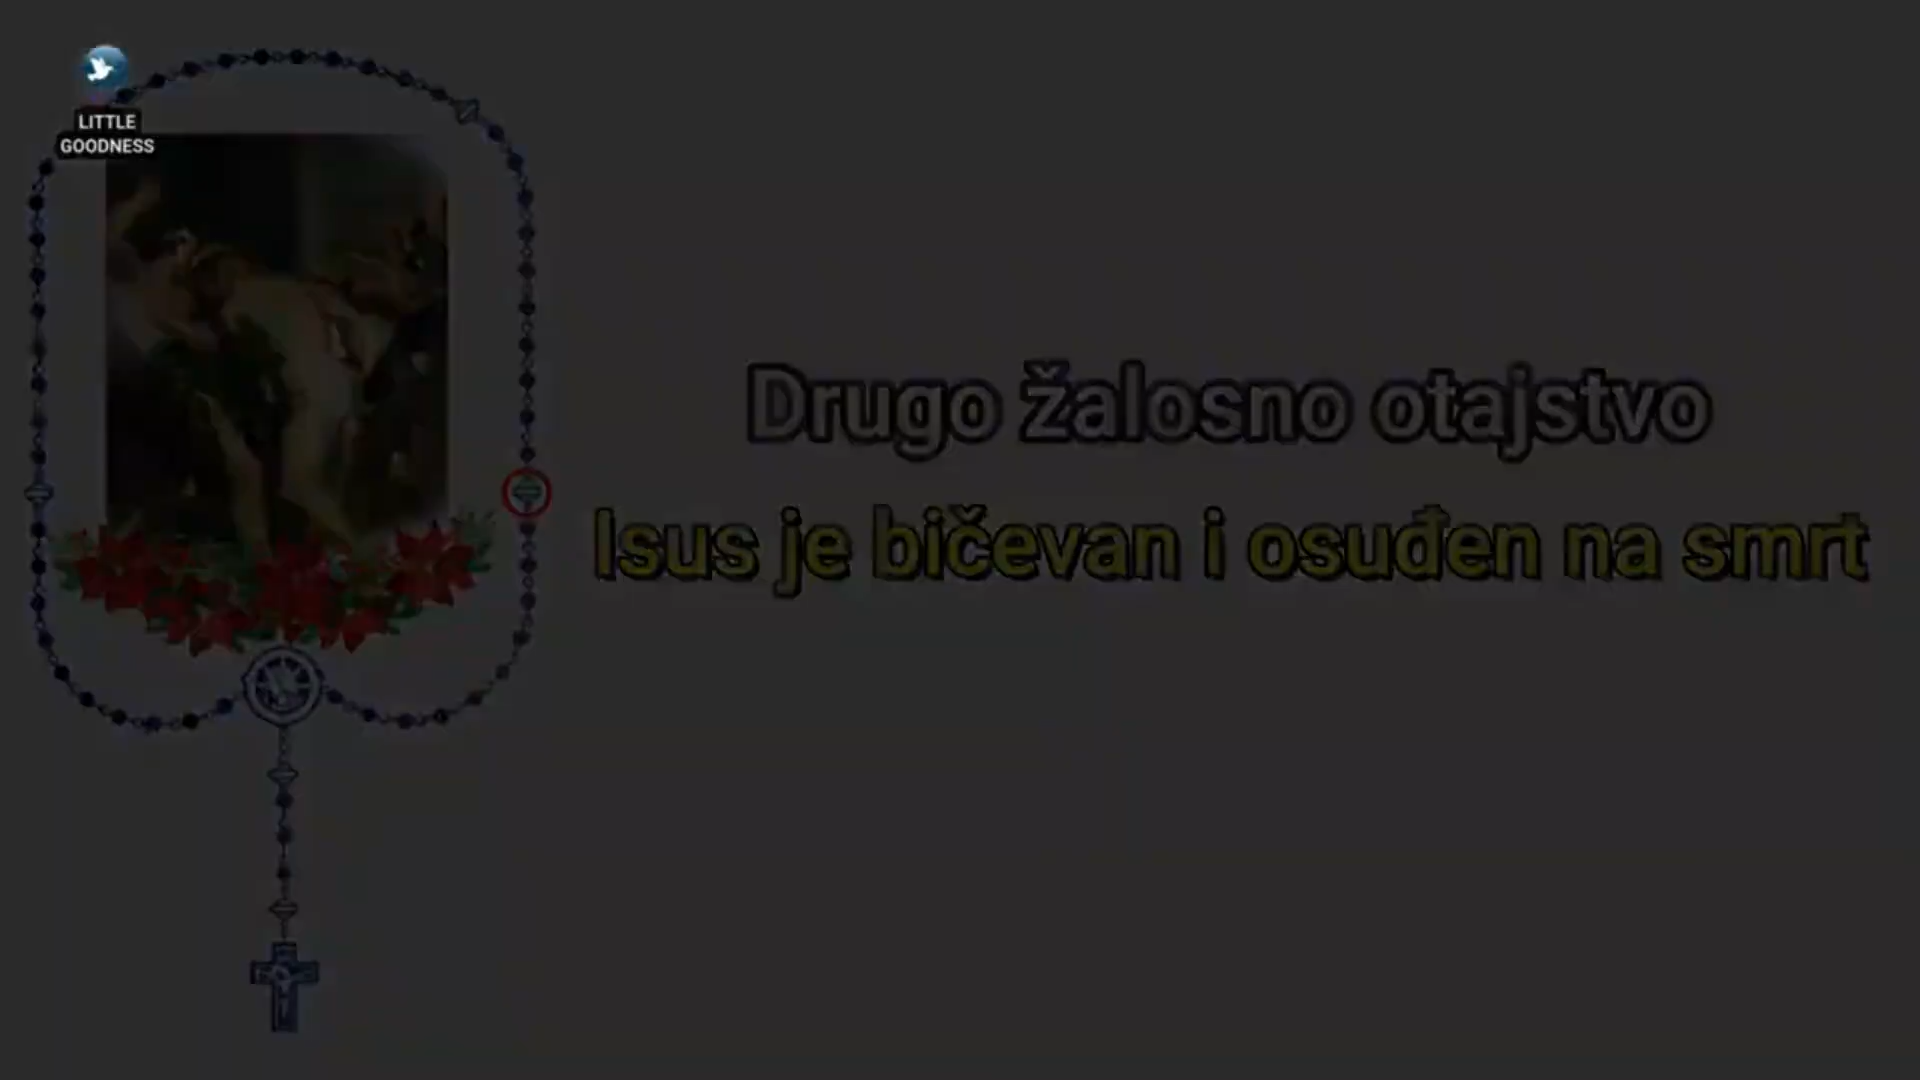 LITTLE
GOODNESS
Drugo žalosno otajstvo
Isus je bičevan i osuđen na smrt